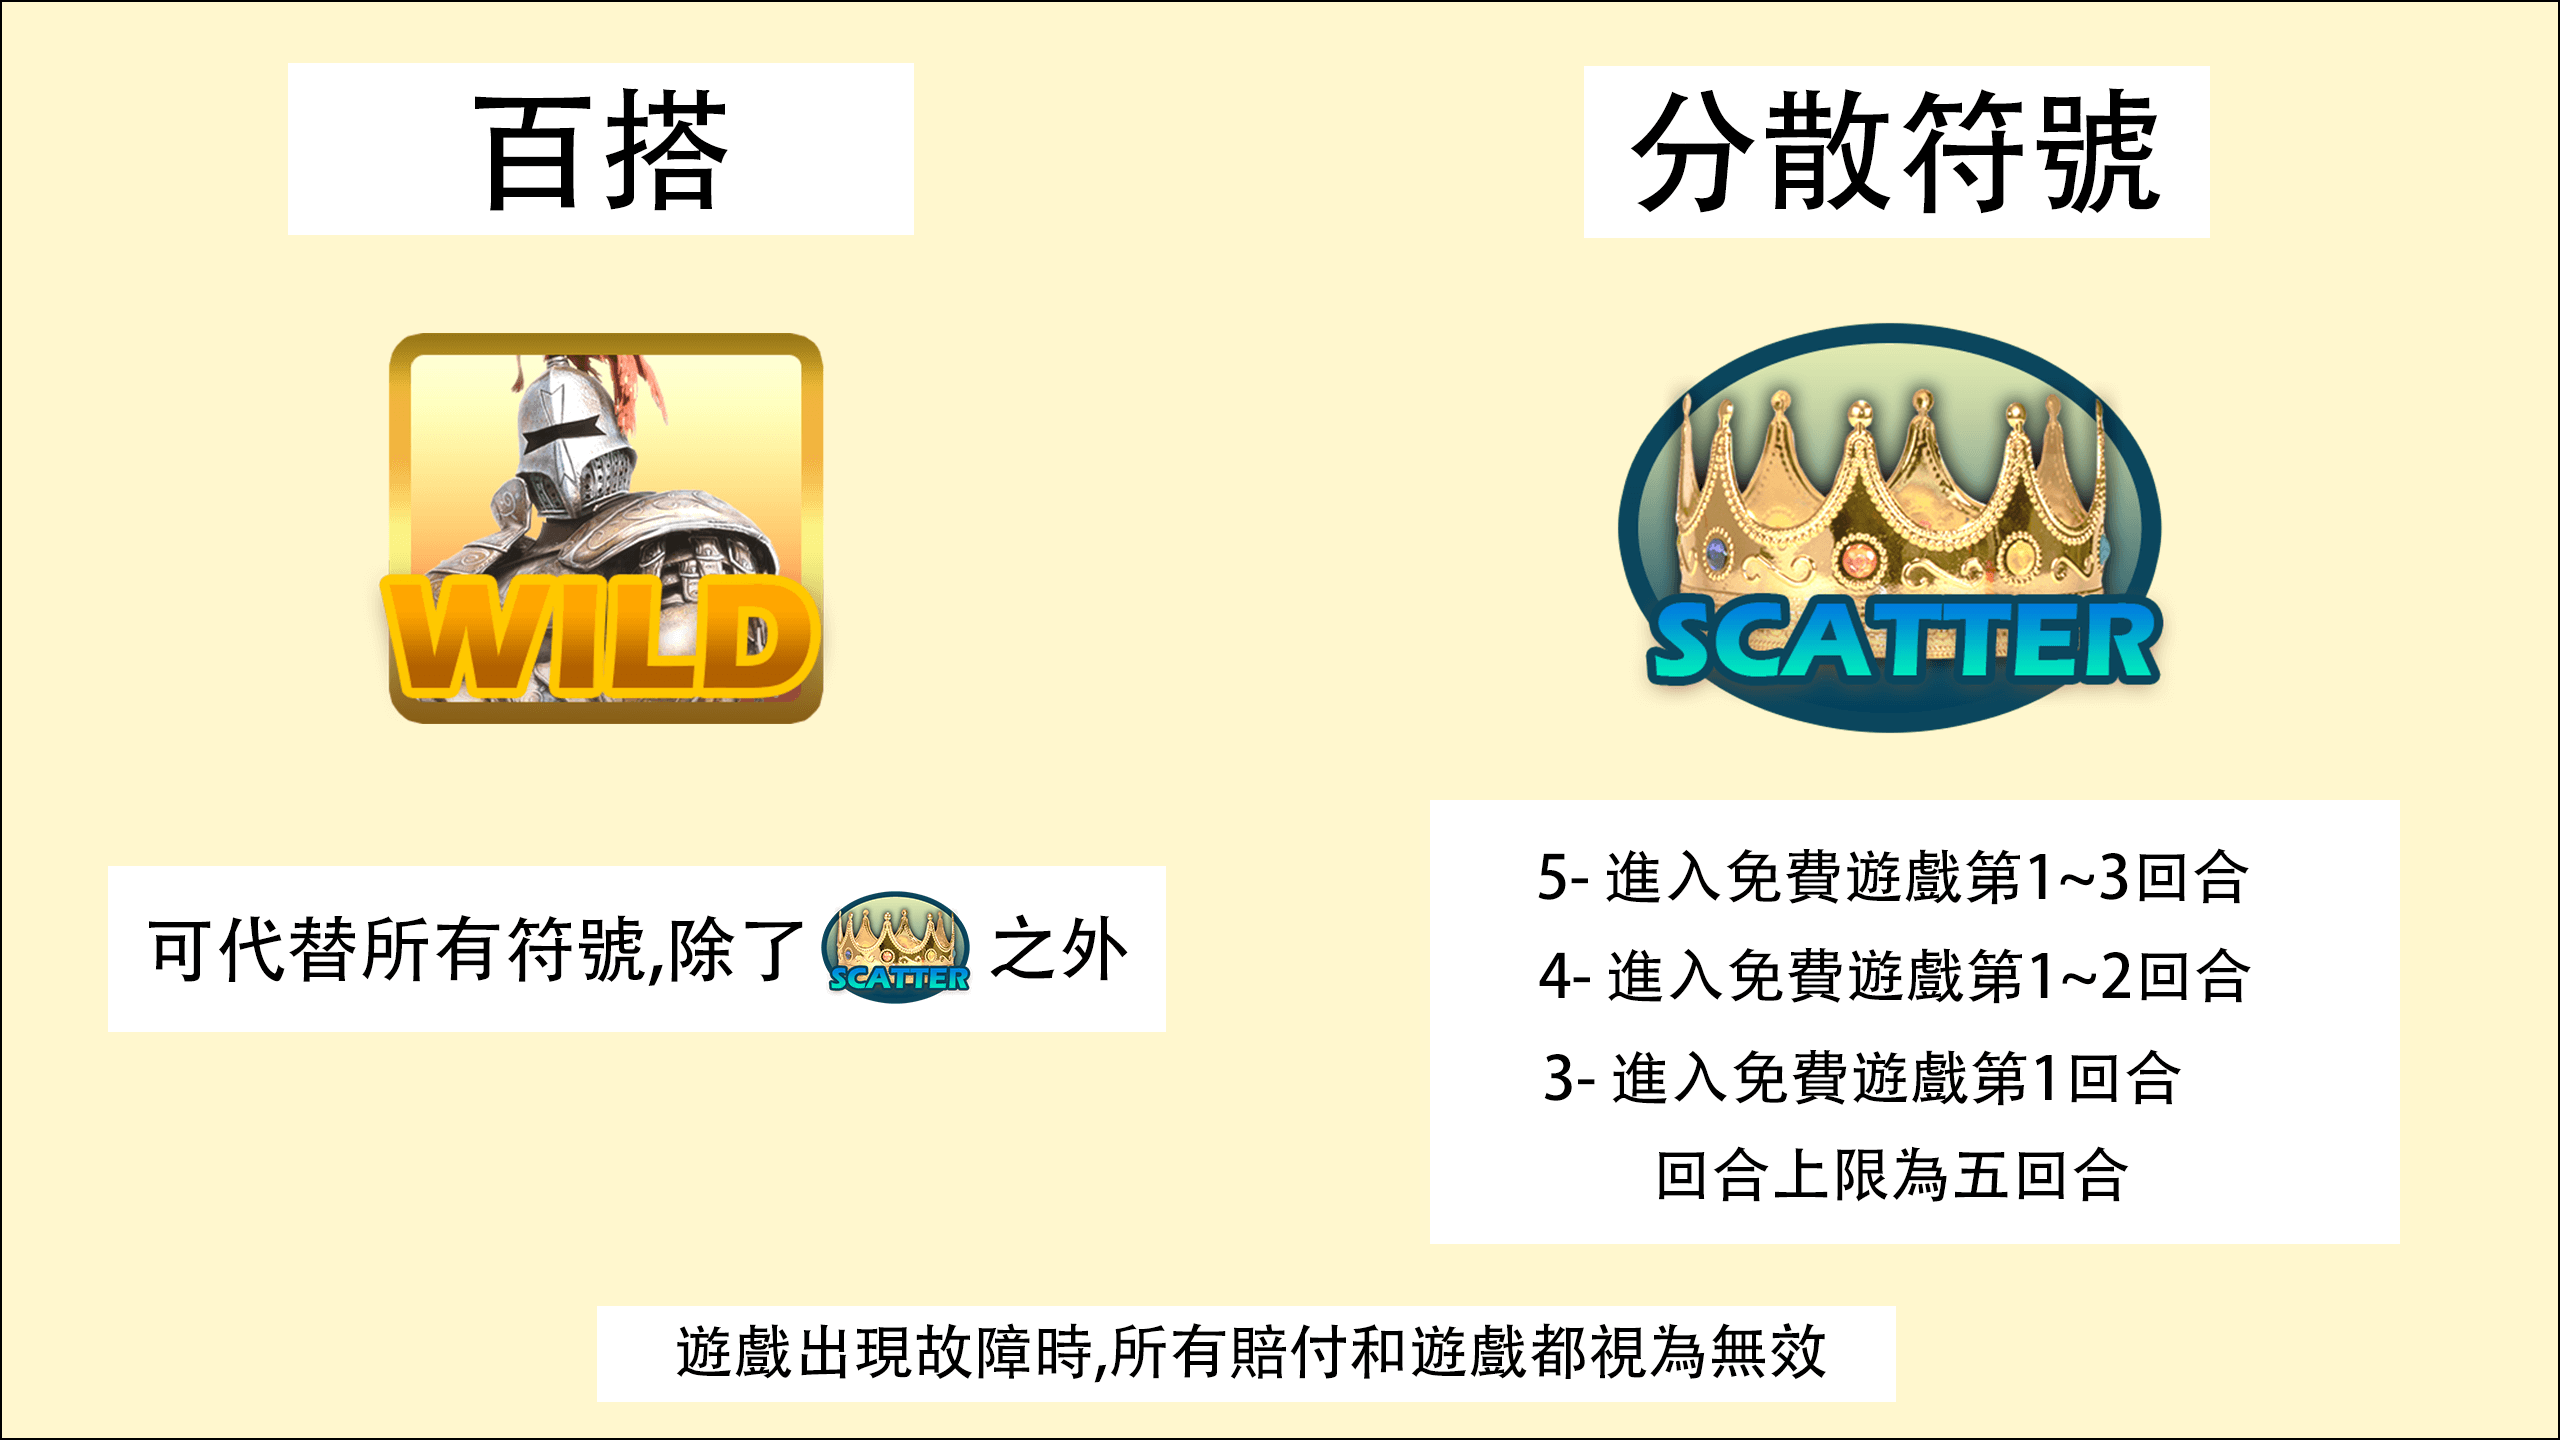 百搭
分散符號
WILD
SCATTER
可代替所有符號,除了 SCATTER 之外
5- 進入免費遊戲第1~3回合
4- 進入免費遊戲第1~2回合
3- 進入免費遊戲第1回合
回合上限為五回合
遊戲出現故障時,所有賠付和遊戲都視為無效